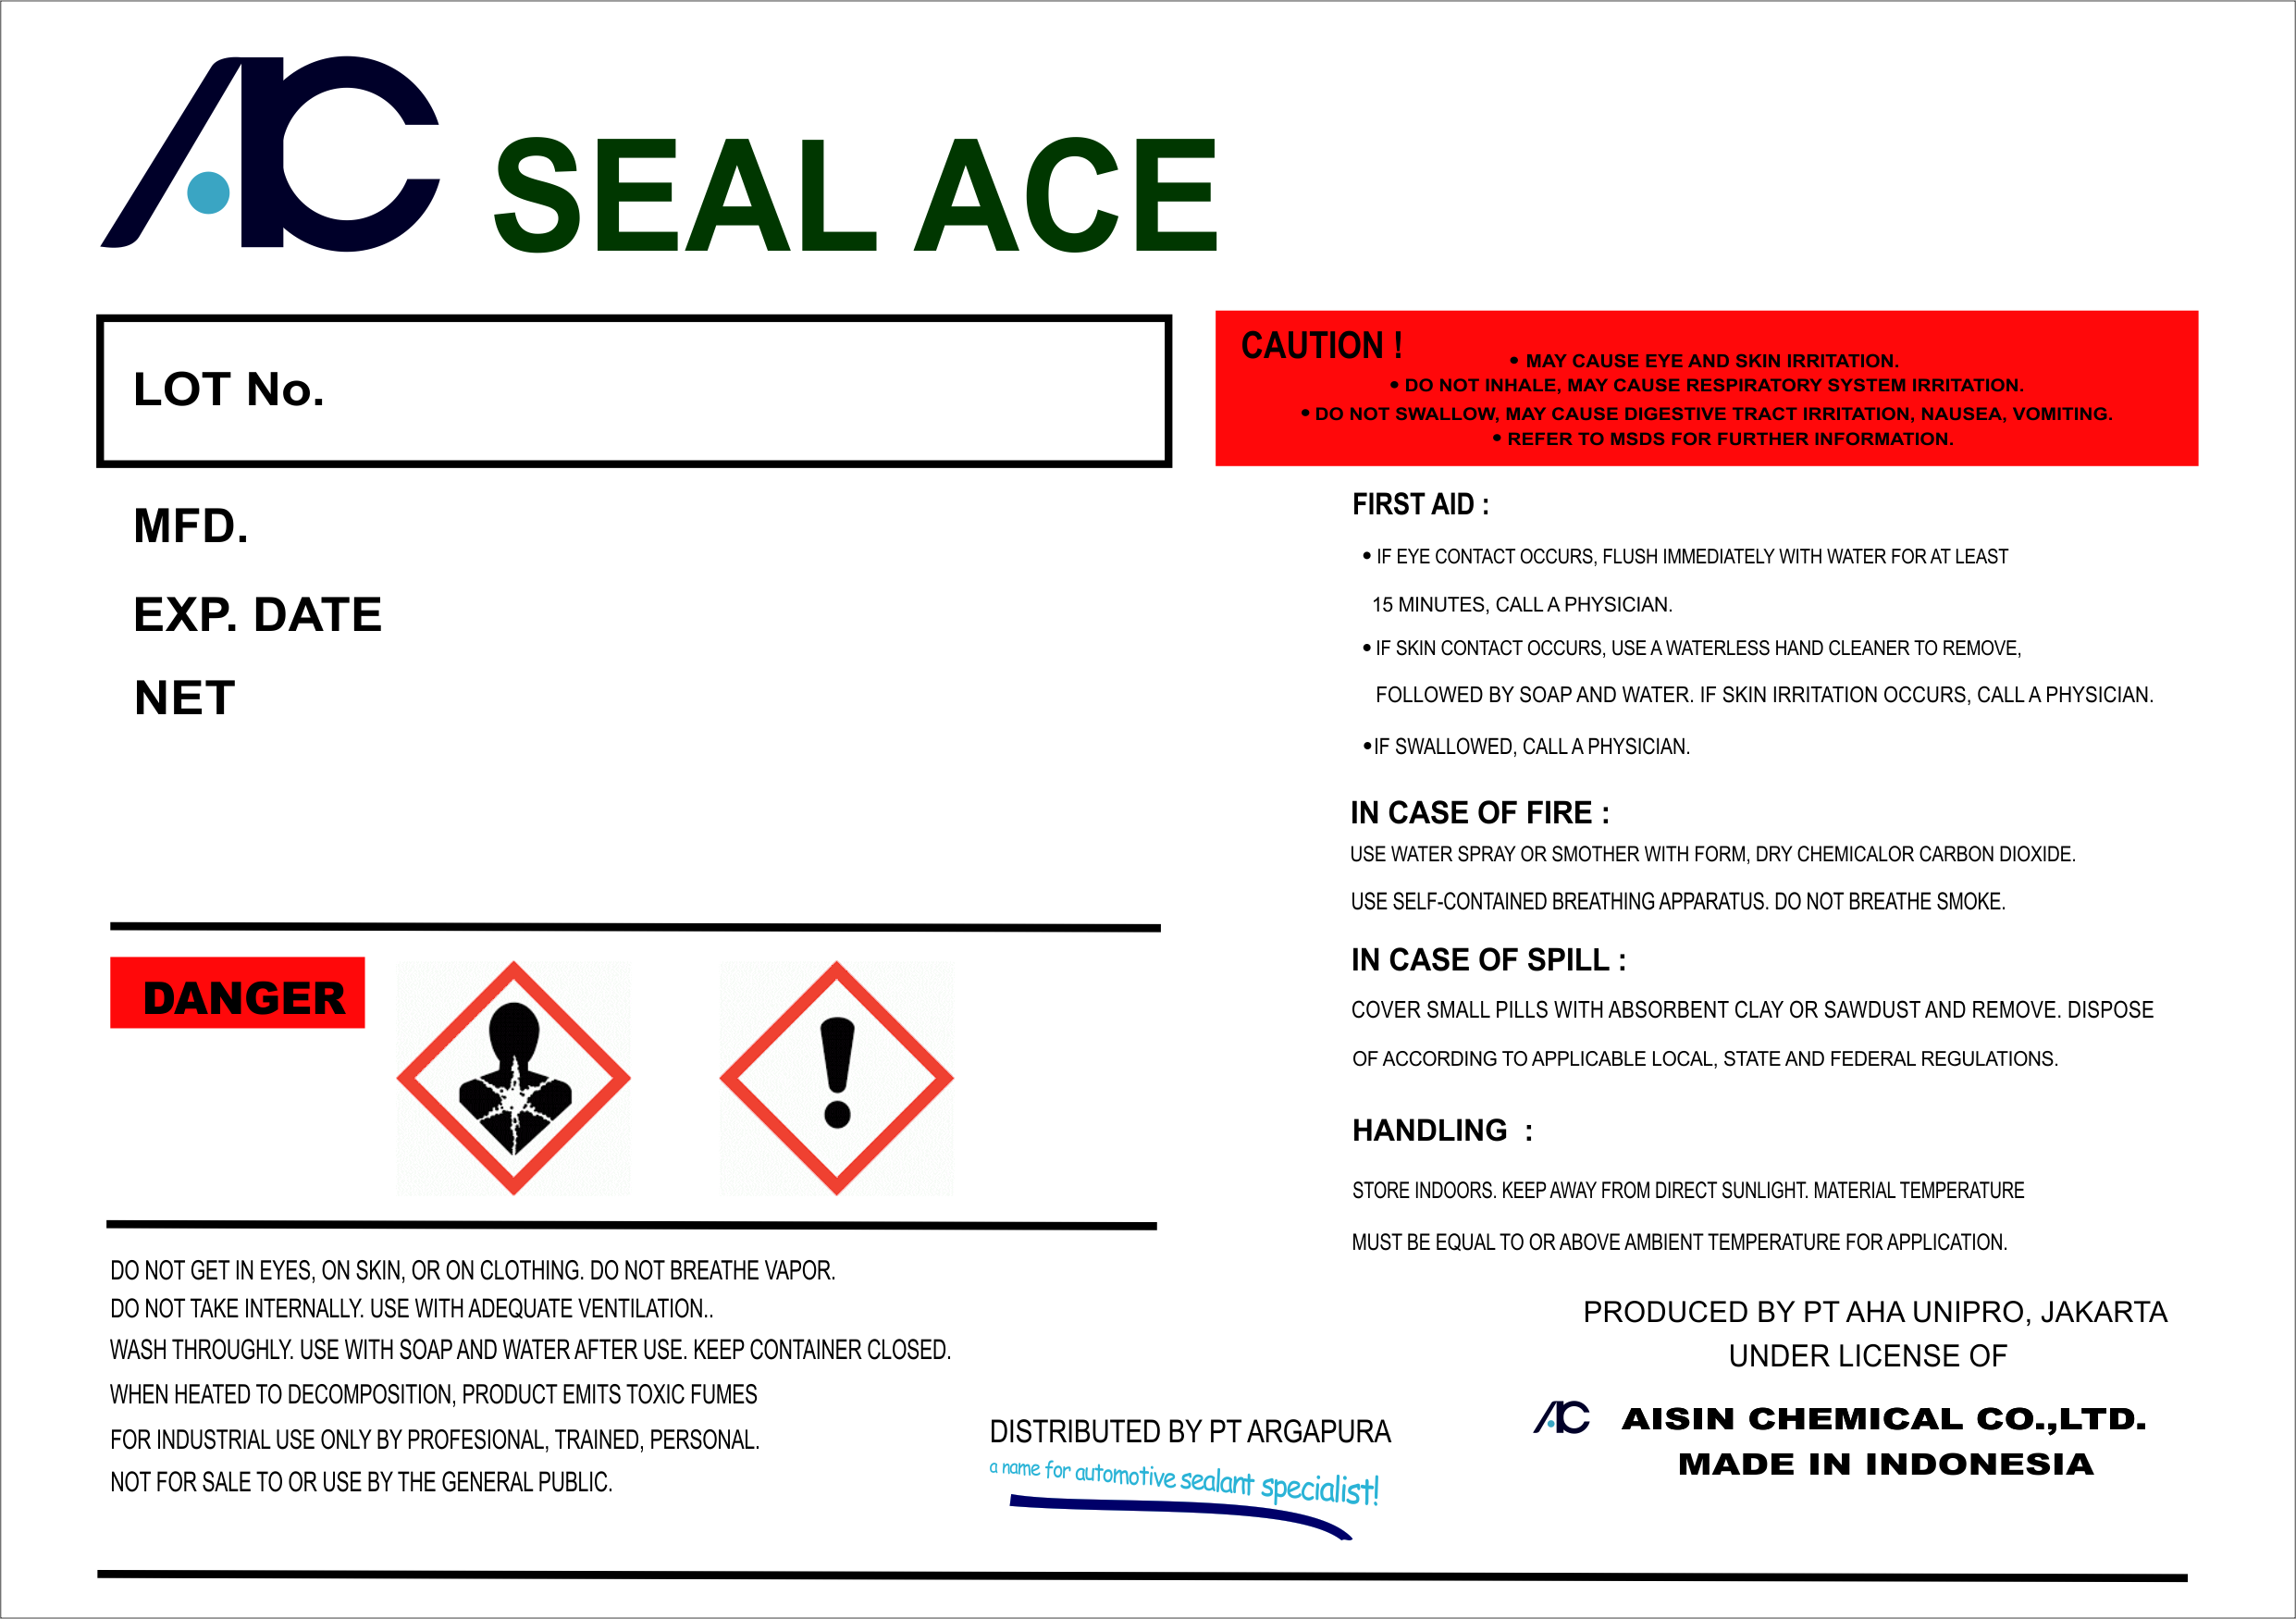 AC SEAL ACE
LOT No.
MFD.
EXP. DATE
NET
DANGER
DO NOT GET IN EYES, ON SKIN, OR ON CLOTHING. DO NOT BREATHE VAPOR.
DO NOT TAKE INTERNALLY. USE WITH ADEQUATE VENTILATION..
WASH THROUGHLY. USE WITH SOAP AND WATER AFTER USE. KEEP CONTAINER CLOSED.
WHEN HEATED TO DECOMPOSITION, PRODUCT EMITS TOXIC FUMES
FOR INDUSTRIAL USE ONLY BY PROFESIONAL, TRAINED, PERSONAL.
NOT FOR SALE TO OR USE BY THE GENERAL PUBLIC.
CAUTION !
• MAY CAUSE EYE AND SKIN IRRITATION.
• DO NOT INHALE, MAY CAUSE RESPIRATORY SYSTEM IRRITATION.
• DO NOT SWALLOW, MAY CAUSE DIGESTIVE TRACT IRRITATION, NAUSEA, VOMITING.
• REFER TO MSDS FOR FURTHER INFORMATION.
FIRST AID :
• IF EYE CONTACT OCCURS, FLUSH IMMEDIATELY WITH WATER FOR AT LEAST
15 MINUTES, CALL A PHYSICIAN.
• IF SKIN CONTACT OCCURS, USE A WATERLESS HAND CLEANER TO REMOVE,
FOLLOWED BY SOAP AND WATER. IF SKIN IRRITATION OCCURS, CALL A PHYSICIAN.
•IF SWALLOWED, CALL A PHYSICIAN.
IN CASE OF FIRE :
USE WATER SPRAY OR SMOTHER WITH FORM, DRY CHEMICALOR CARBON DIOXIDE.
USE SELF-CONTAINED BREATHING APPARATUS. DO NOT BREATHE SMOKE.
IN CASE OF SPILL :
COVER SMALL PILLS WITH ABSORBENT CLAY OR SAWDUST AND REMOVE. DISPOSE
OF ACCORDING TO APPLICABLE LOCAL, STATE AND FEDERAL REGULATIONS.
HANDLING :
STORE INDOORS. KEEP AWAY FROM DIRECT SUNLIGHT. MATERIAL TEMPERATURE
MUST BE EQUAL TO OR ABOVE AMBIENT TEMPERATURE FOR APPLICATION.
DISTRIBUTED BY PT ARGAPURA
a name for automotive sealant specialist!
PRODUCED BY PT AHA UNIPRO, JAKARTA
UNDER LICENSE OF
AC AISIN CHEMICAL CO.,LTD.
MADE IN INDONESIA